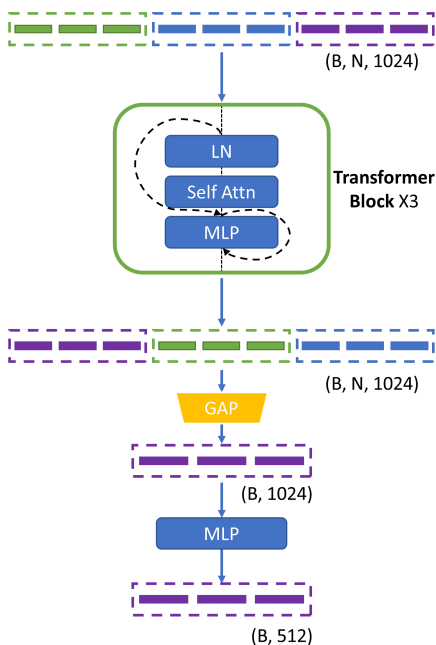 (B, N, 1024)
LN
Self Attn
MLP
Transformer
Block X3
(B, N, 1024)
GAP
(B, 1024)
MLP
(B, 512)